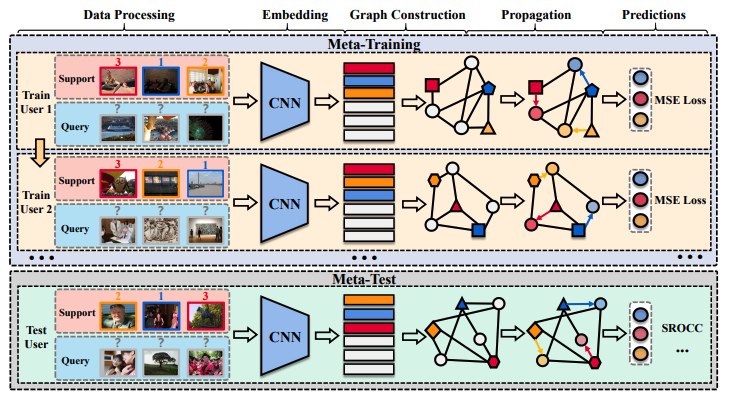 Data Processing Embedding Graph Construction Propagation Predictions
Meta-Training
3 1 2
Support
Train
User 1
? ? ?
Query
CNN
MSE Loss
3 2 1
Support
Train
User 2
? ? ?
Query
CNN
MSE Loss
... ... ...
Meta-Test
2 1 3
Support
Test
User
? ? ?
Query
CNN
SROCC
...